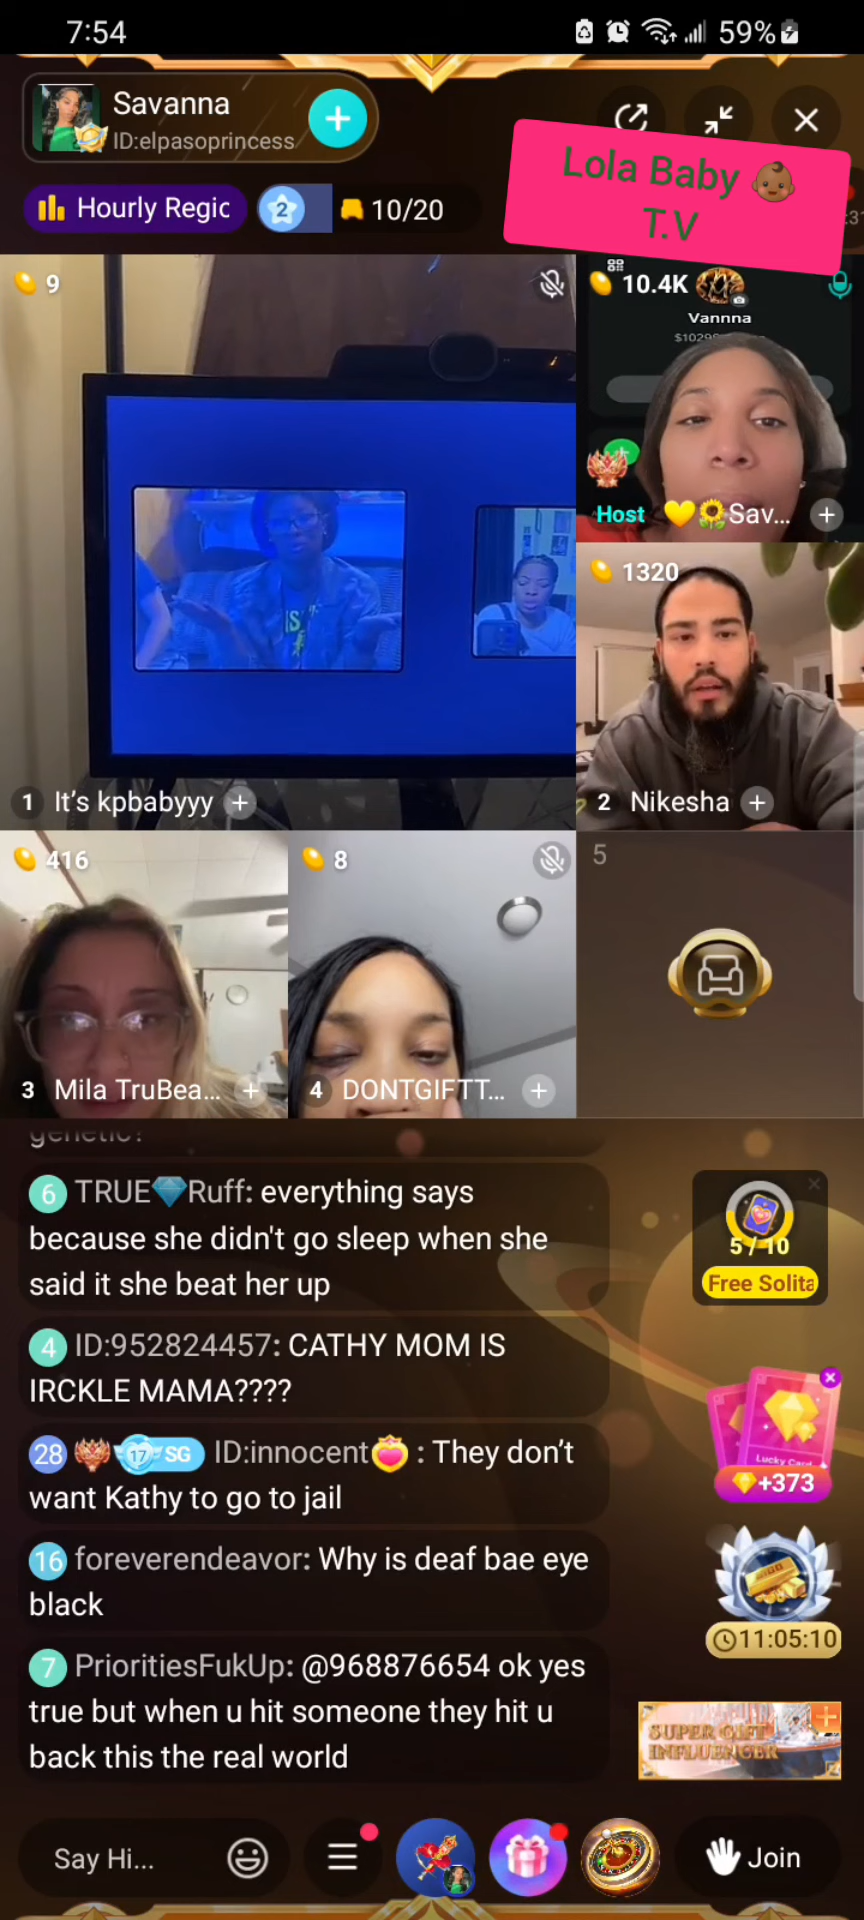 7:54
59%
Savanna
ID:elpasoprincess
Lola Baby 👶🏾
T.V
Hourly Regic
2
10/20
9
10.4K
Vannna
Host 💛🌻Sav...
1320
1 It's kpbabyyy
2 Nikesha
416
8
5
3 Mila TruBea...
4 DONTGIFTT...
genetic?
6 TRUE💎Ruff: everything says
because she didn't go sleep when she
said it she beat her up
5/10
Free Solita
4 ID:952824457: CATHY MOM IS
IRCKLE MAMA????
28 17 SG ID:innocent : They don't
want Kathy to go to jail
Lucky Card
+373
16 foreverendeavor: Why is deaf bae eye
black
11:05:10
7 PrioritiesFukUp: @968876654 ok yes
true but when u hit someone they hit u
back this the real world
SUPER GIFT
INFLUENCER
Say Hi...
Join